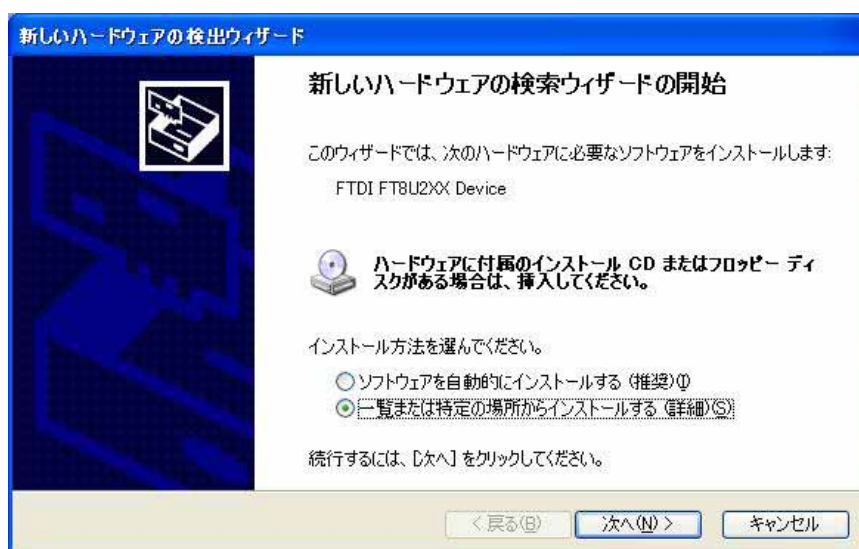 新しいハードウェアの検出ウィザード
新しいハードウェアの検索ウィザードの開始
このウィザードでは、次のハードウェアに必要なソフトウェアをインストールします:
FTDI FT8U2XX Device
ハードウェアに付属のインストール CD またはフロッピー ディ
スクがある場合は、挿入してください。
インストール方法を選んでください。
ソフトウェアを自動的にインストールする (推奨)(I)
一覧または特定の場所からインストールする (詳細)(S)
続行するには、[次へ] をクリックしてください。
< 戻る(B)
次へ(N) >
キャンセル